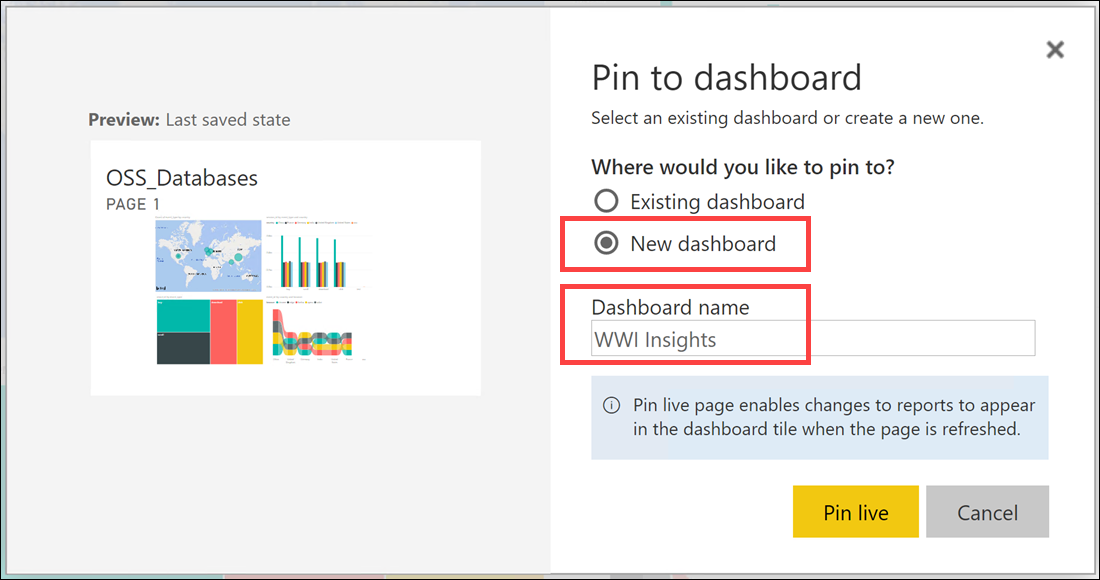 Preview: Last saved state
OSS_Databases
PAGE 1
Pin to dashboard
Select an existing dashboard or create a new one.
Where would you like to pin to?
Existing dashboard
New dashboard
Dashboard name
WWI Insights
Pin live page enables changes to reports to appear
in the dashboard tile when the page is refreshed.
Pin live
Cancel